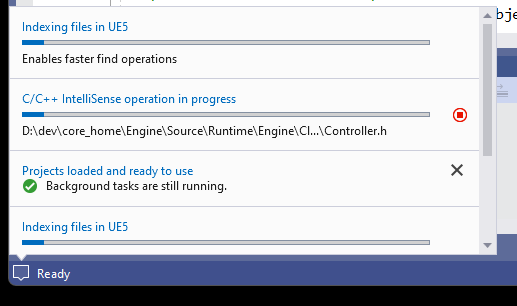 Indexing files in UE5
Enables faster find operations
C/C++ IntelliSense operation in progress
D:\dev\core_home\Engine\Source\Runtime\Engine\Cl...\Controller.h
Projects loaded and ready to use
Background tasks are still running.
Indexing files in UE5
Ready
bje